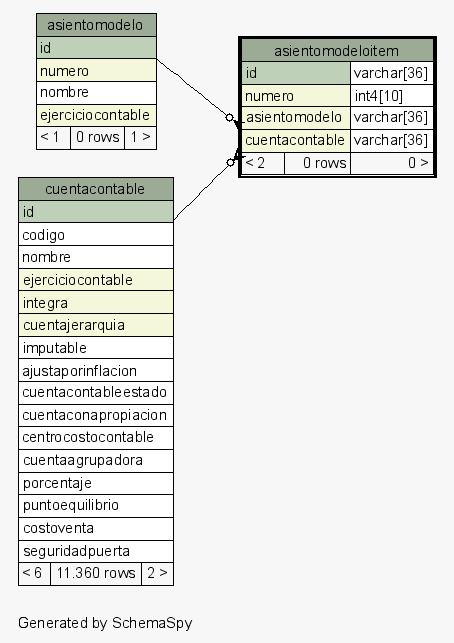 asientomodelo
id
numero
nombre
ejerciciocontable
< 1 0 rows 1 >
asientomodeloitem
id varchar[36]
numero int4[10]
asientomodelo varchar[36]
cuentacontable varchar[36]
< 2 0 rows 0 >
cuentacontable
id
codigo
nombre
ejerciciocontable
integra
cuentajerarquia
imputable
ajustaporinflacion
cuentacontableestado
cuentaconapropiacion
centrocostocontable
cuentaagrupadora
porcentaje
puntoequilibrio
costoventa
seguridadpuerta
< 6 11.360 rows 2 >
Generated by SchemaSpy